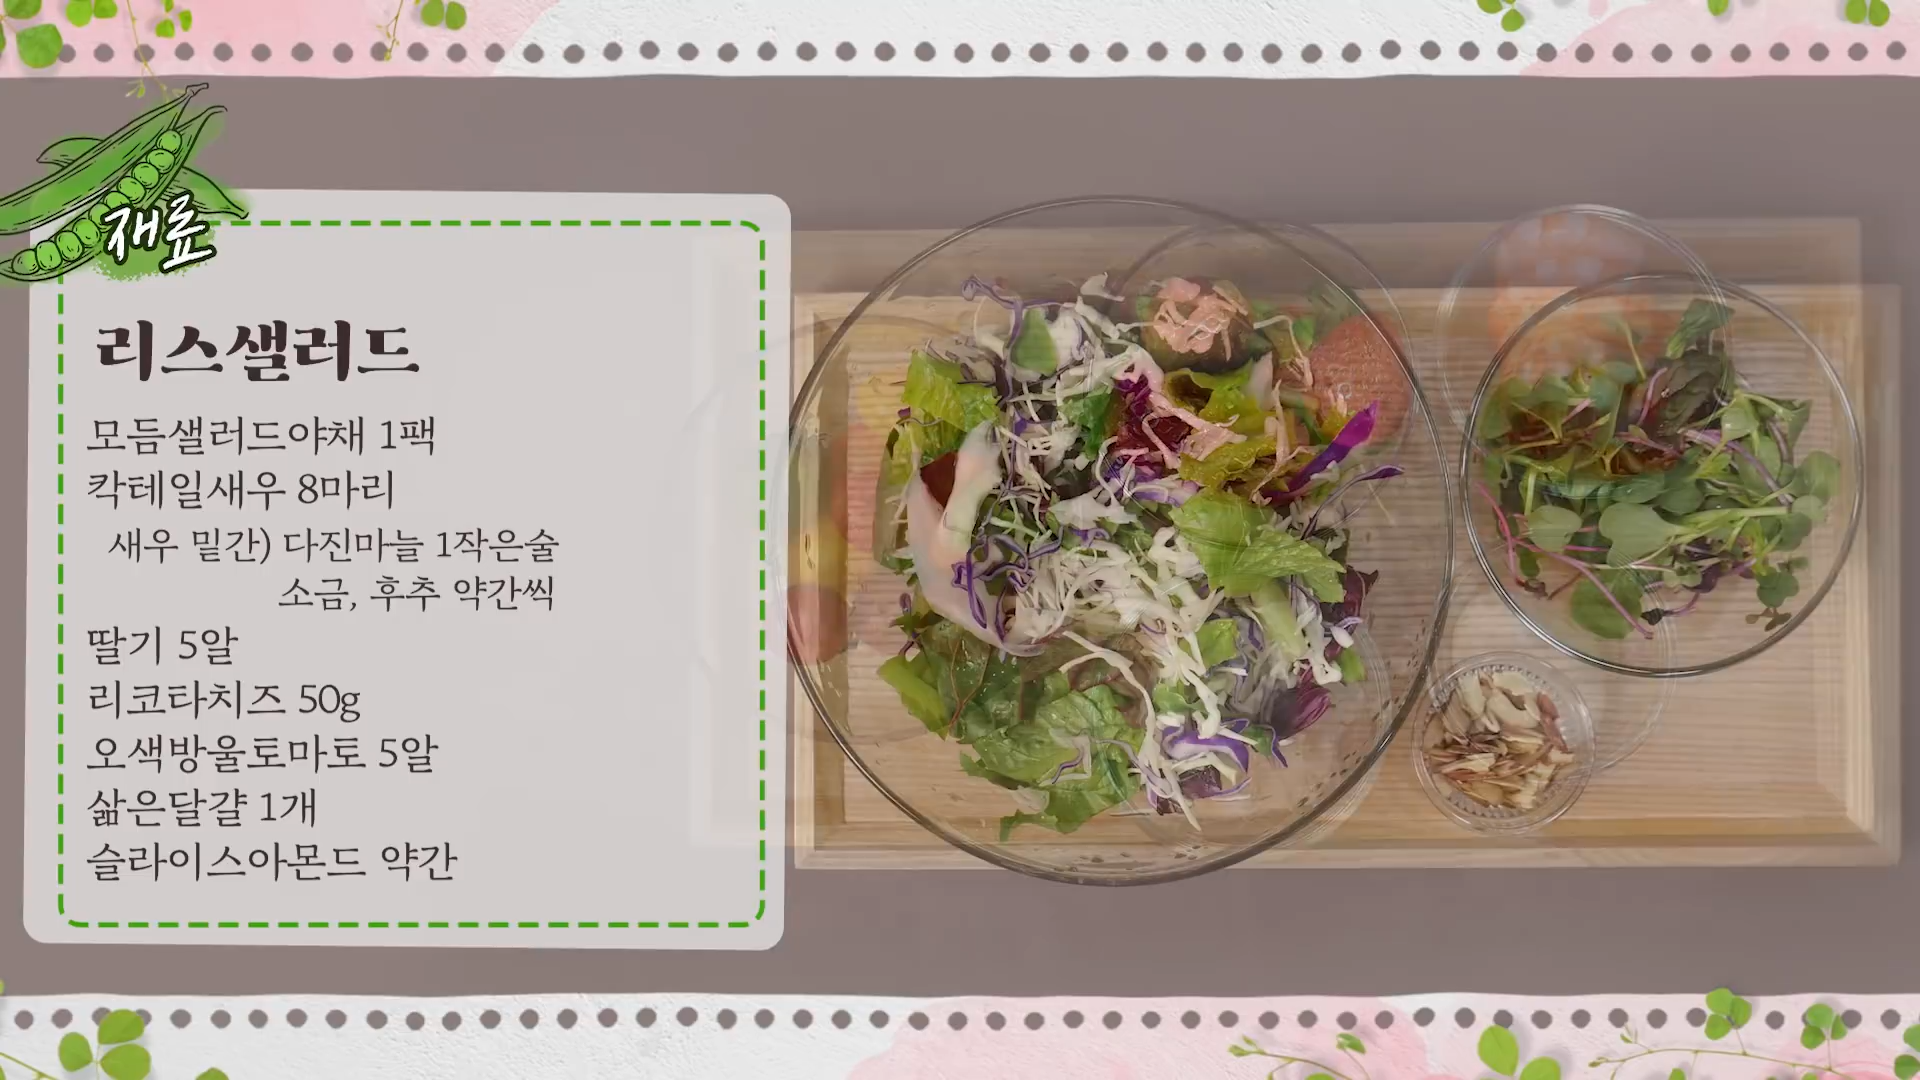 재료
리스샐러드
모듬샐러드야채 1팩
칵테일새우 8마리
새우 밑간) 다진마늘 1작은술
소금, 후추 약간씩
딸기 5알
리코타치즈 50g
오색방울토마토 5알
삶은달걀 1개
슬라이스아몬드 약간